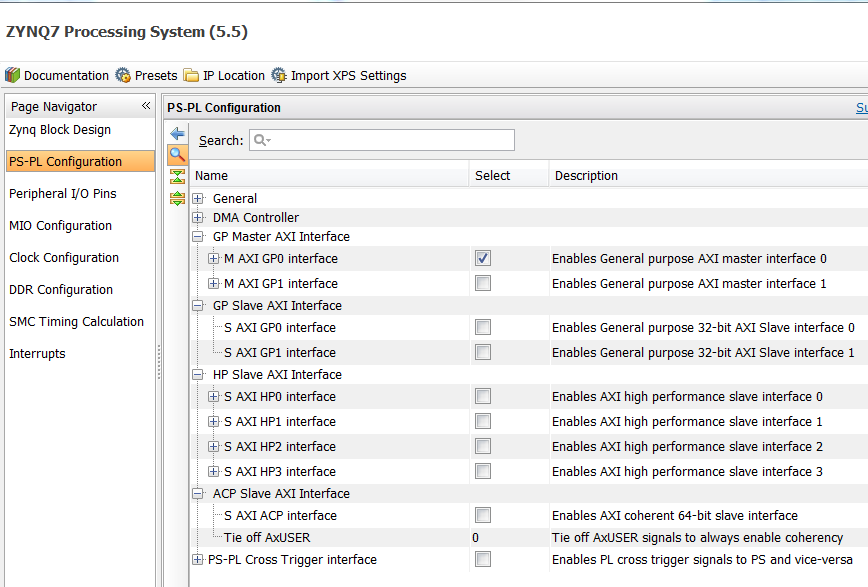 ZYNQ7 Processing System (5.5)
Documentation Presets IP Location Import XPS Settings
Page Navigator «
Zynq Block Design
PS-PL Configuration
Peripheral I/O Pins
MIO Configuration
Clock Configuration
DDR Configuration
SMC Timing Calculation
Interrupts
PS-PL Configuration
Search:
Name Select Description
General
DMA Controller
GP Master AXI Interface
M AXI GP0 interface Enables General purpose AXI master interface 0
M AXI GP1 interface Enables General purpose AXI master interface 1
GP Slave AXI Interface
S AXI GP0 interface Enables General purpose 32-bit AXI Slave interface 0
S AXI GP1 interface Enables General purpose 32-bit AXI Slave interface 1
HP Slave AXI Interface
S AXI HP0 interface Enables AXI high performance slave interface 0
S AXI HP1 interface Enables AXI high performance slave interface 1
S AXI HP2 interface Enables AXI high performance slave interface 2
S AXI HP3 interface Enables AXI high performance slave interface 3
ACP Slave AXI Interface
S AXI ACP interface Enables AXI coherent 64-bit slave interface
Tie off AxUSER 0 Tie off AxUSER signals to always enable coherency
PS-PL Cross Trigger interface Enables PL cross trigger signals to PS and vice-versa